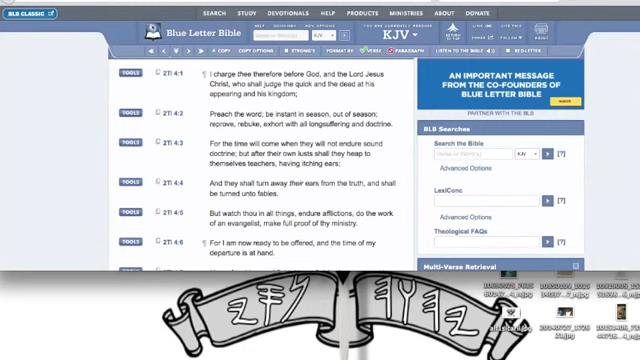 BLB CLASSIC
SEARCH STUDY DEVOTIONALS HELP PRODUCTS MINISTRIES ABOUT DONATE
Blue Letter Bible
KJV
KJV
COPY COPY OPTIONS STRONG'S FORMAT BY VERSE PARAGRAPH LISTEN TO THE BIBLE RED-LETTER
TOOLS 2Ti 4:1 ¶ I charge thee therefore before God, and the Lord Jesus
Christ, who shall judge the quick and the dead at his
appearing and his kingdom;
TOOLS 2Ti 4:2 Preach the word; be instant in season, out of season;
reprove, rebuke, exhort with all longsuffering and doctrine.
TOOLS 2Ti 4:3 For the time will come when they will not endure sound
doctrine; but after their own lusts shall they heap to
themselves teachers, having itching ears;
TOOLS 2Ti 4:4 And they shall turn away their ears from the truth, and shall
be turned unto fables.
TOOLS 2Ti 4:5 But watch thou in all things, endure afflictions, do the work
of an evangelist, make full proof of thy ministry.
TOOLS 2Ti 4:6 ¶ For I am now ready to be offered, and the time of my
departure is at hand.
AN IMPORTANT MESSAGE
FROM THE CO-FOUNDERS OF
BLUE LETTER BIBLE
PARTNER WITH THE BLB
BLB Searches
Search the Bible
Verse or Word(s) KJV [?]
Advanced Options
LexiConc
[?]
Advanced Options
Theological FAQs
[?]
Multi-Verse Retrieval